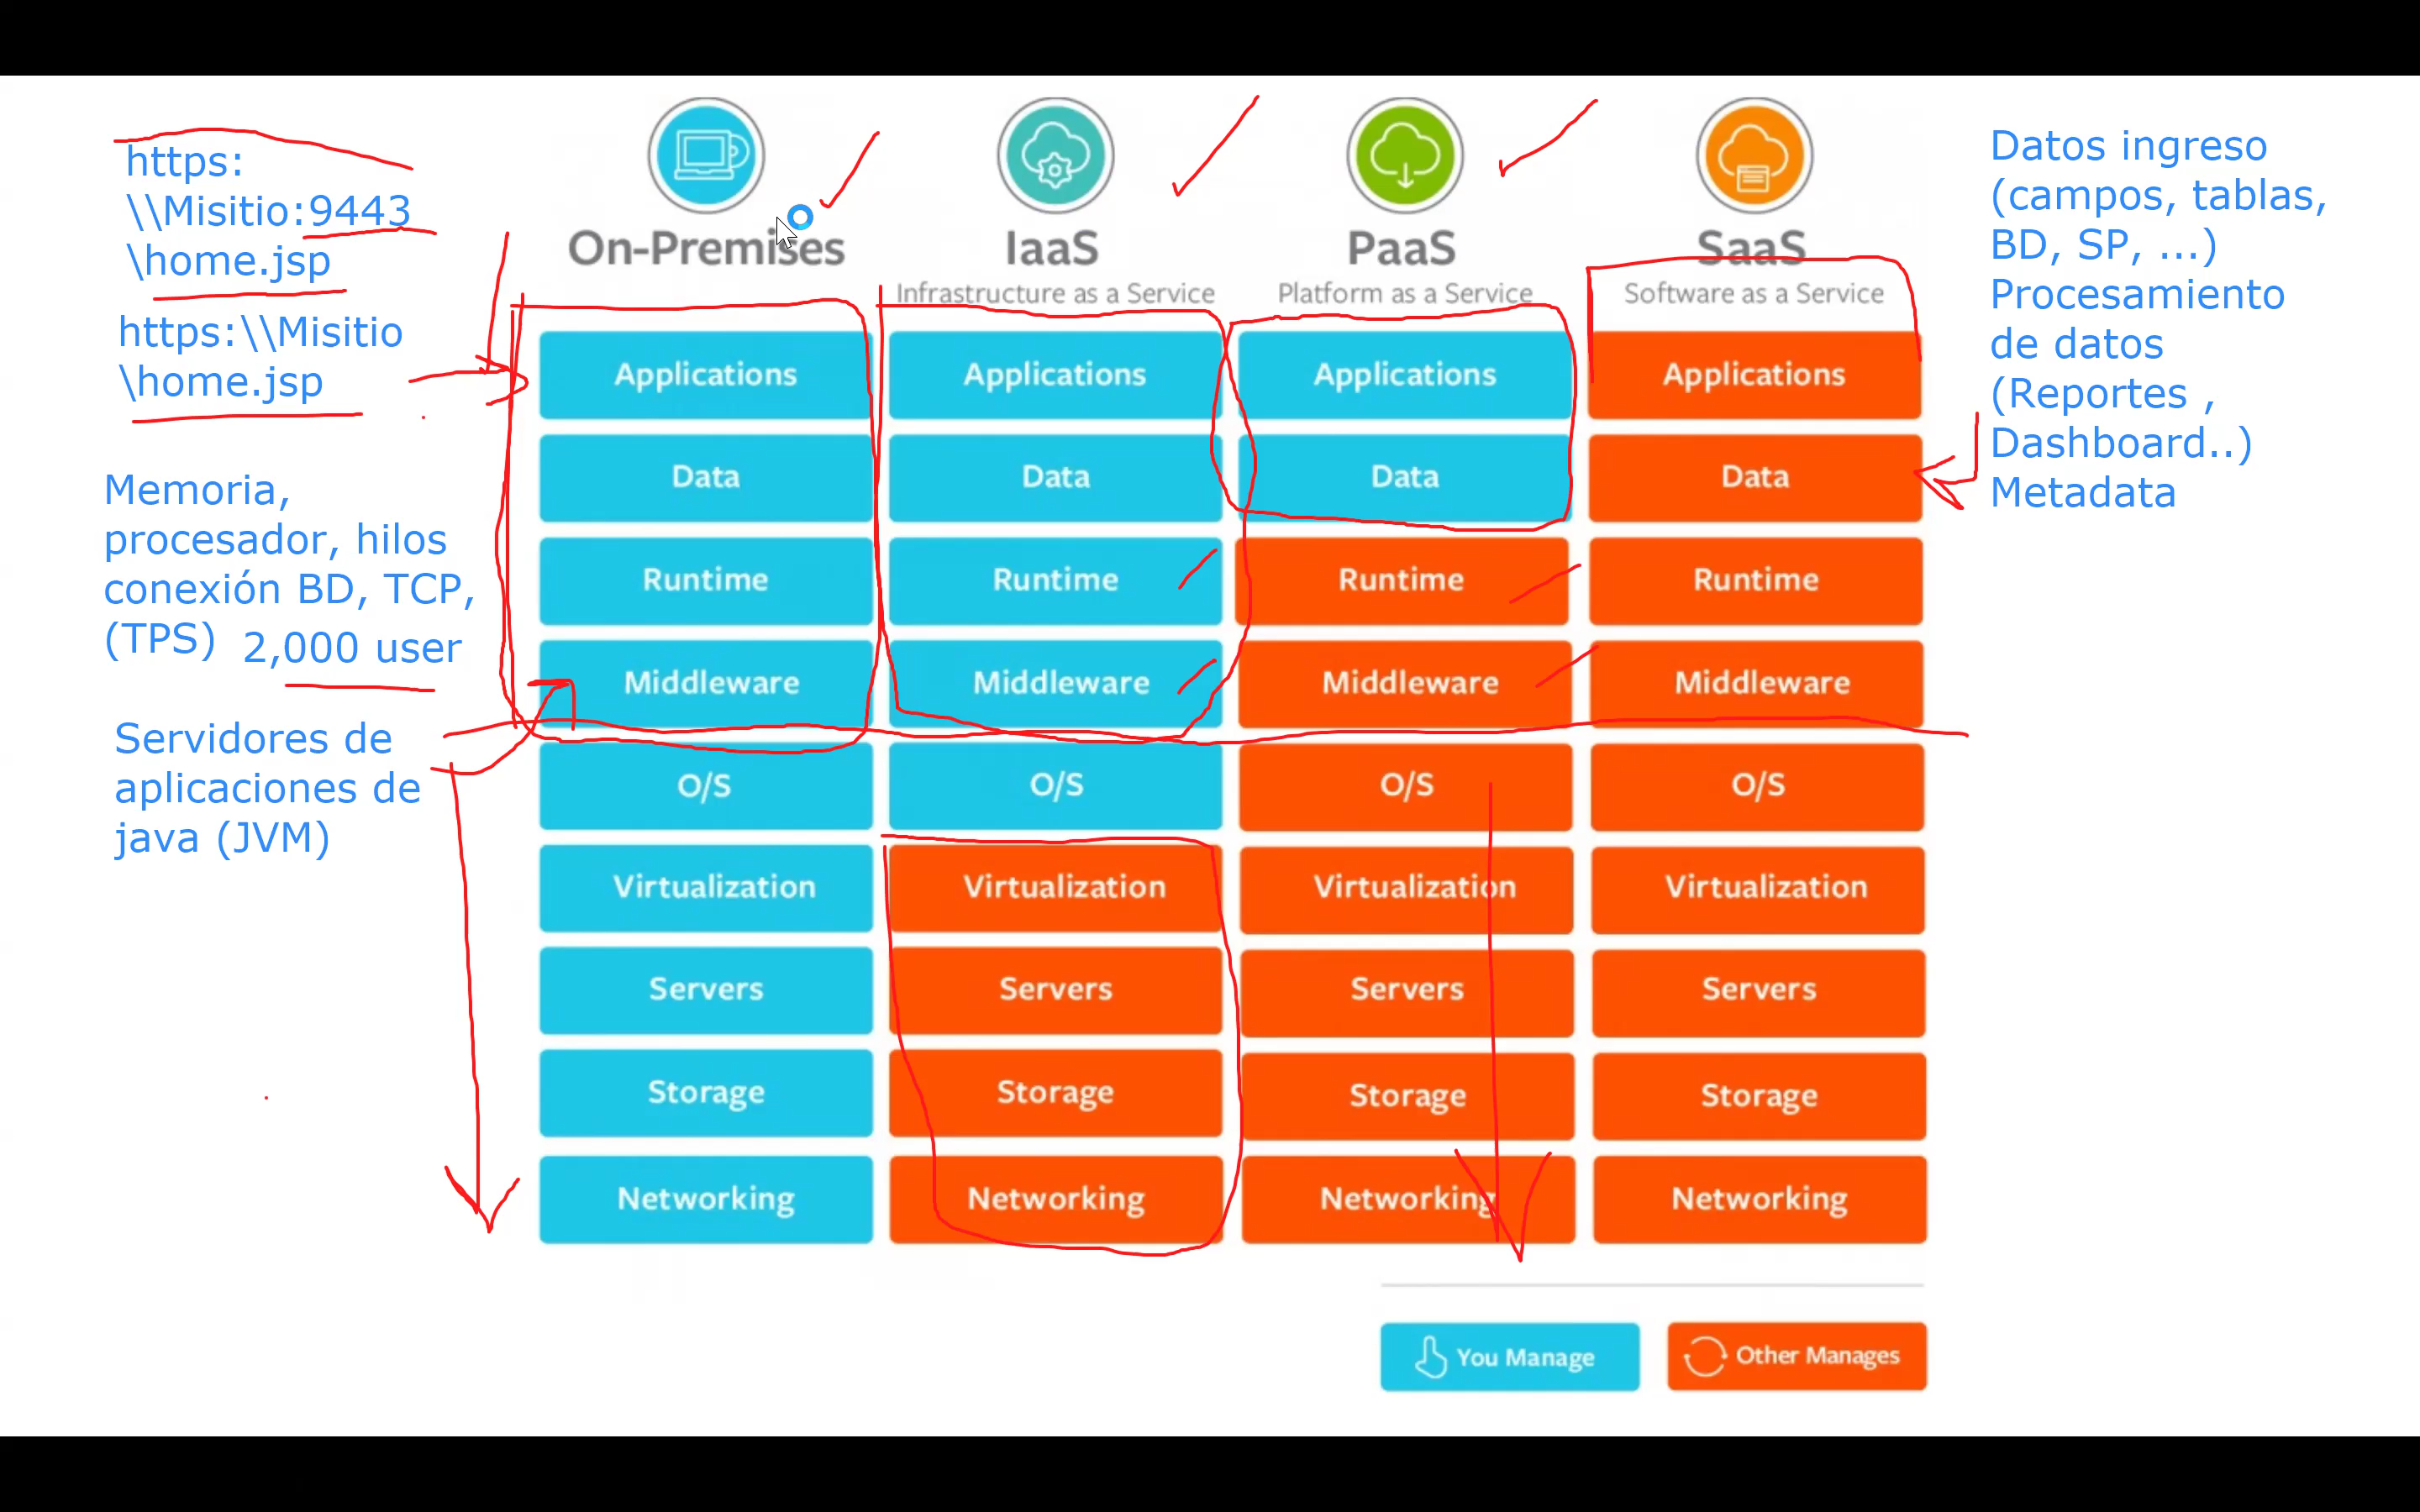 https:
\\Misitio:9443
\home.jsp
https:\\Misitio
\home.jsp
Memoria,
procesador, hilos
conexión BD, TCP,
(TPS) 2,000 user
Servidores de
aplicaciones de
java (JVM)
On-Premises
Applications
Data
Runtime
Middleware
O/S
Virtualization
Servers
Storage
Networking
IaaS
Infrastructure as a Service
Applications
Data
Runtime
Middleware
O/S
Virtualization
Servers
Storage
Networking
PaaS
Platform as a Service
Applications
Data
Runtime
Middleware
O/S
Virtualization
Servers
Storage
Networking
SaaS
Software as a Service
Applications
Data
Runtime
Middleware
O/S
Virtualization
Servers
Storage
Networking
Datos ingreso
(campos, tablas,
BD, SP, ...)
Procesamiento
de datos
(Reportes ,
Dashboard..)
Metadata
You Manage
Other Manages